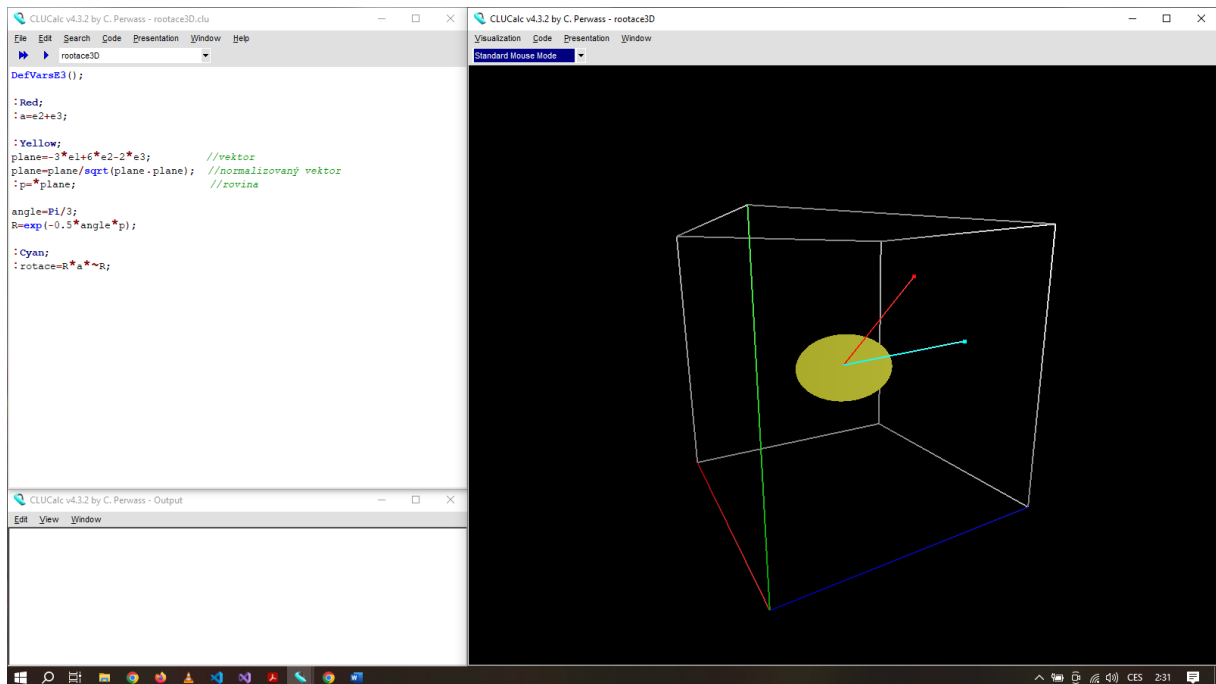 CLUCalc v4.3.2 by C. Perwass - rootace3D.clu
File Edit Search Code Presentation Window Help
rootace3D
DefVarsE3();
:Red;
:a=e2+e3;
:Yellow;
plane=-3*e1+6*e2-2*e3; //vektor
plane=plane/sqrt(plane.plane); //normalizovaný vektor
:p=*plane; //rovina
angle=Pi/3;
R=exp(-0.5*angle*p);
:Cyan;
:rotace=R*a*~R;
CLUCalc v4.3.2 by C. Perwass - Output
Edit View Window
CLUCalc v4.3.2 by C. Perwass - rootace3D
Visualization Code Presentation Window
Standard Mouse Mode
CES 2:31